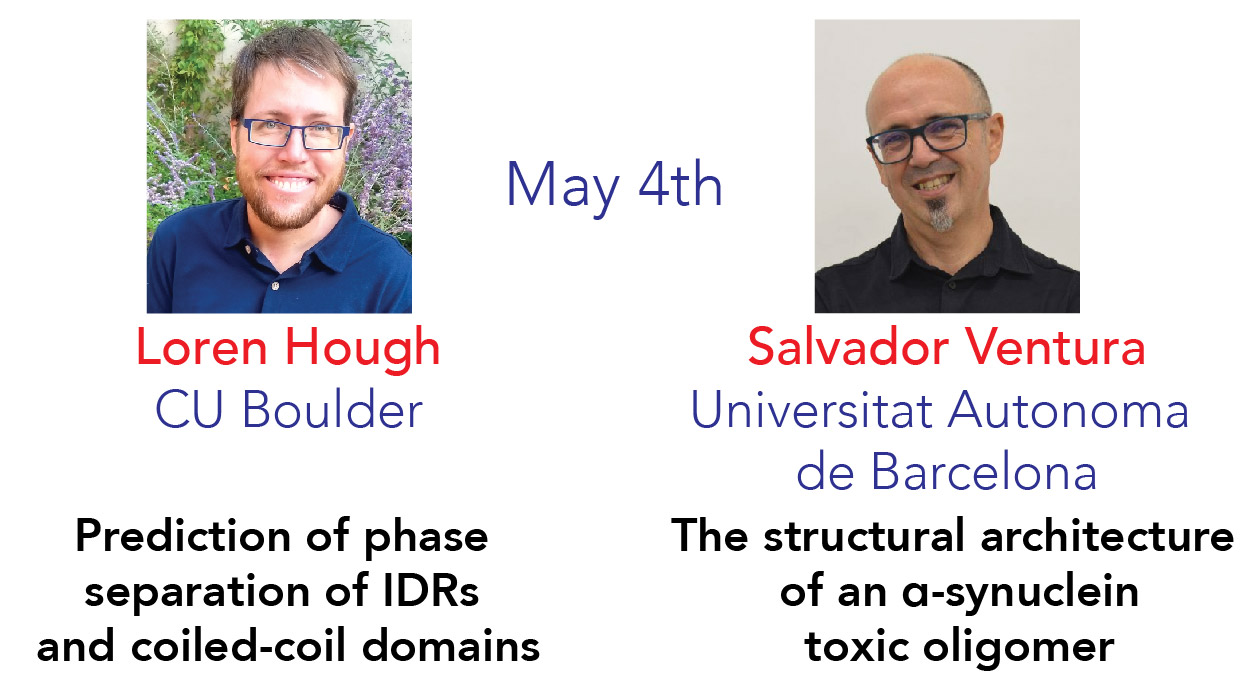 May 4th
Loren Hough
CU Boulder
Prediction of phase
separation of IDRs
and coiled-coil domains
Salvador Ventura
Universitat Autonoma
de Barcelona
The structural architecture
of an α-synuclein
toxic oligomer